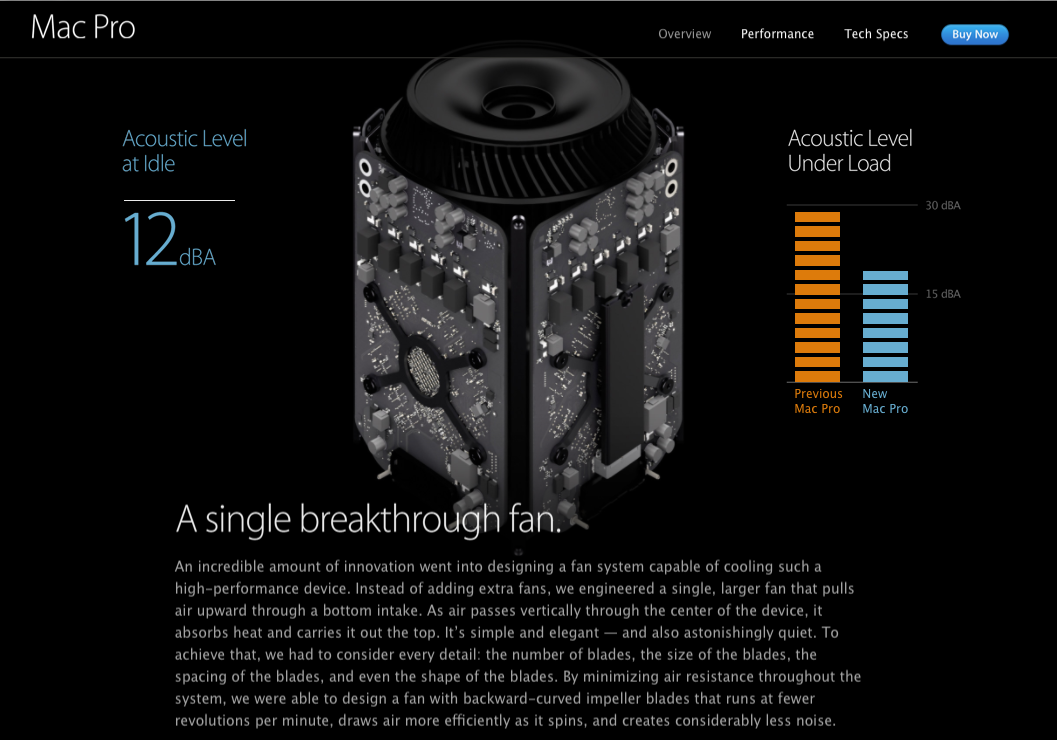 Mac Pro
Overview
Performance
Tech Specs
Buy Now
Acoustic Level
at Idle
12dBA
Acoustic Level
Under Load
30 dBA
15 dBA
Previous
Mac Pro
New
Mac Pro
A single breakthrough fan.
An incredible amount of innovation went into designing a fan system capable of cooling such a
high-performance device. Instead of adding extra fans, we engineered a single, larger fan that pulls
air upward through a bottom intake. As air passes vertically through the center of the device, it
absorbs heat and carries it out the top. It's simple and elegant — and also astonishingly quiet. To
achieve that, we had to consider every detail: the number of blades, the size of the blades, the
spacing of the blades, and even the shape of the blades. By minimizing air resistance throughout the
system, we were able to design a fan with backward-curved impeller blades that runs at fewer
revolutions per minute, draws air more efficiently as it spins, and creates considerably less noise.